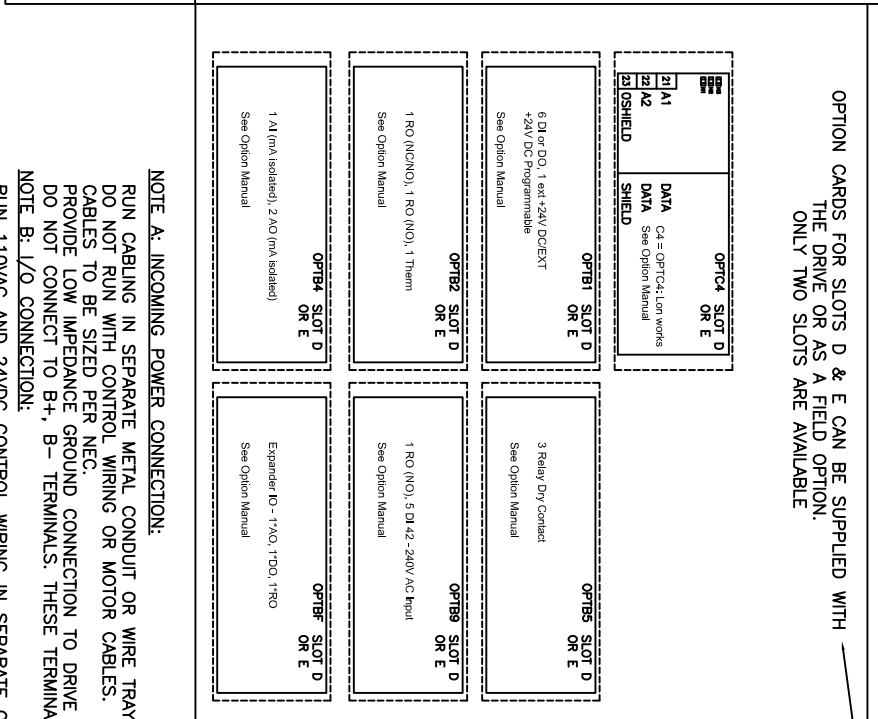 OPTION CARDS FOR SLOTS D & E CAN BE SUPPLIED WITH
THE DRIVE OR AS A FIELD OPTION.
ONLY TWO SLOTS ARE AVAILABLE
OPTC4 SLOT D
OR E
21 A1 DATA C4 = OPTC4: Lon works
22 A2 DATA See Option Manual
23 OSHIELD SHIELD
OPTB1 SLOT D
OR E
6 DI or DO, 1 ext +24V DC/EXT
+24V DC Programmable
See Option Manual
OPTB5 SLOT D
OR E
3 Relay Dry Contact
See Option Manual
OPTB2 SLOT D
OR E
1 RO (NC/NO), 1 RO (NO), 1 Therm
See Option Manual
OPTB9 SLOT D
OR E
1 RO (NO), 5 DI 42 - 240V AC Input
See Option Manual
OPTB4 SLOT D
OR E
1 AI (mA isolated), 2 AO (mA isolated)
See Option Manual
OPTBF SLOT D
OR E
Expander IO - 1*AO, 1*DO, 1*RO
See Option Manual
NOTE A: INCOMING POWER CONNECTION:
RUN CABLING IN SEPARATE METAL CONDUIT OR WIRE TRAY
DO NOT RUN WITH CONTROL WIRING OR MOTOR CABLES.
CABLES TO BE SIZED PER NEC.
PROVIDE LOW IMPEDANCE GROUND CONNECTION TO DRIVE
DO NOT CONNECT TO B+, B- TERMINALS. THESE TERMINA
NOTE B: I/O CONNECTION:
RUN 110VAC AND 24VDC CONTROL WIRING IN SEPARATE C